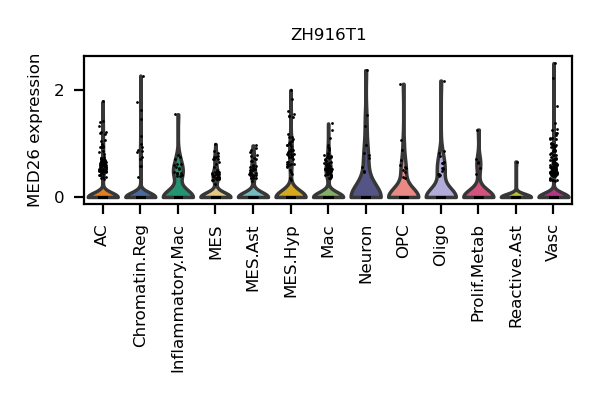 ZH916T1
MED26 expression
2
0
AC
Chromatin.Reg
Inflammatory.Mac
MES
MES.Ast
MES.Hyp
Mac
Neuron
OPC
Oligo
Prolif.Metab
Reactive.Ast
Vasc